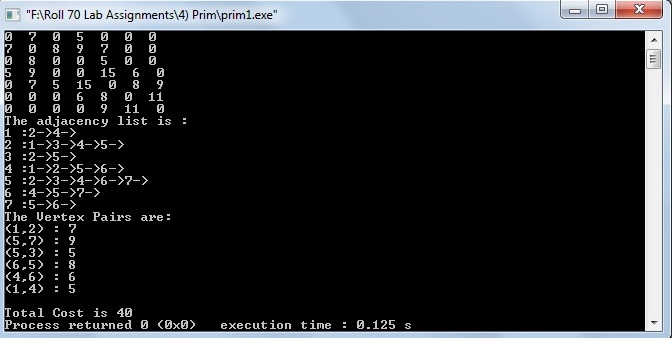 "F:\Roll 70 Lab Assignments\4) Prim\prim1.exe"
0  7  0  5  0  0  0
7  0  8  9  7  0  0
0  8  0  0  5  0  0
5  9  0  0  15  6  0
0  7  5  15  0  8  9
0  0  0  6  8  0  11
0  0  0  0  9  11  0
The adjacency list is :
1 :2->4->
2 :1->3->4->5->
3 :2->5->
4 :1->2->5->6->
5 :2->3->4->6->7->
6 :4->5->7->
7 :5->6->
The Vertex Pairs are:
(1,2) : 7
(5,7) : 9
(5,3) : 5
(6,5) : 8
(4,6) : 6
(1,4) : 5
Total Cost is 40
Process returned 0 (0x0)   execution time : 0.125 s